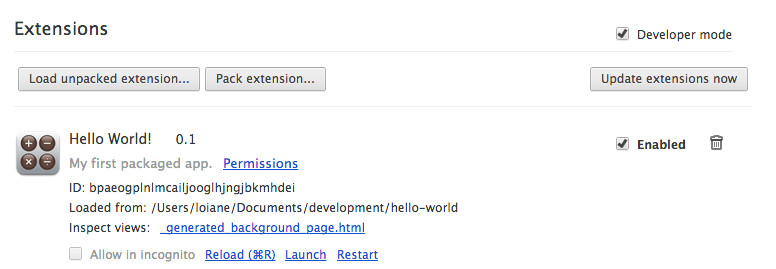 Extensions
Developer mode
Load unpacked extension... Pack extension... Update extensions now
Hello World! 0.1 Enabled
My first packaged app. Permissions
ID: bpaeogplnlmcailjooglhjngjbkmhdei
Loaded from: /Users/loiane/Documents/development/hello-world
Inspect views: _generated_background_page.html
Allow in incognito Reload (⌘R) Launch Restart